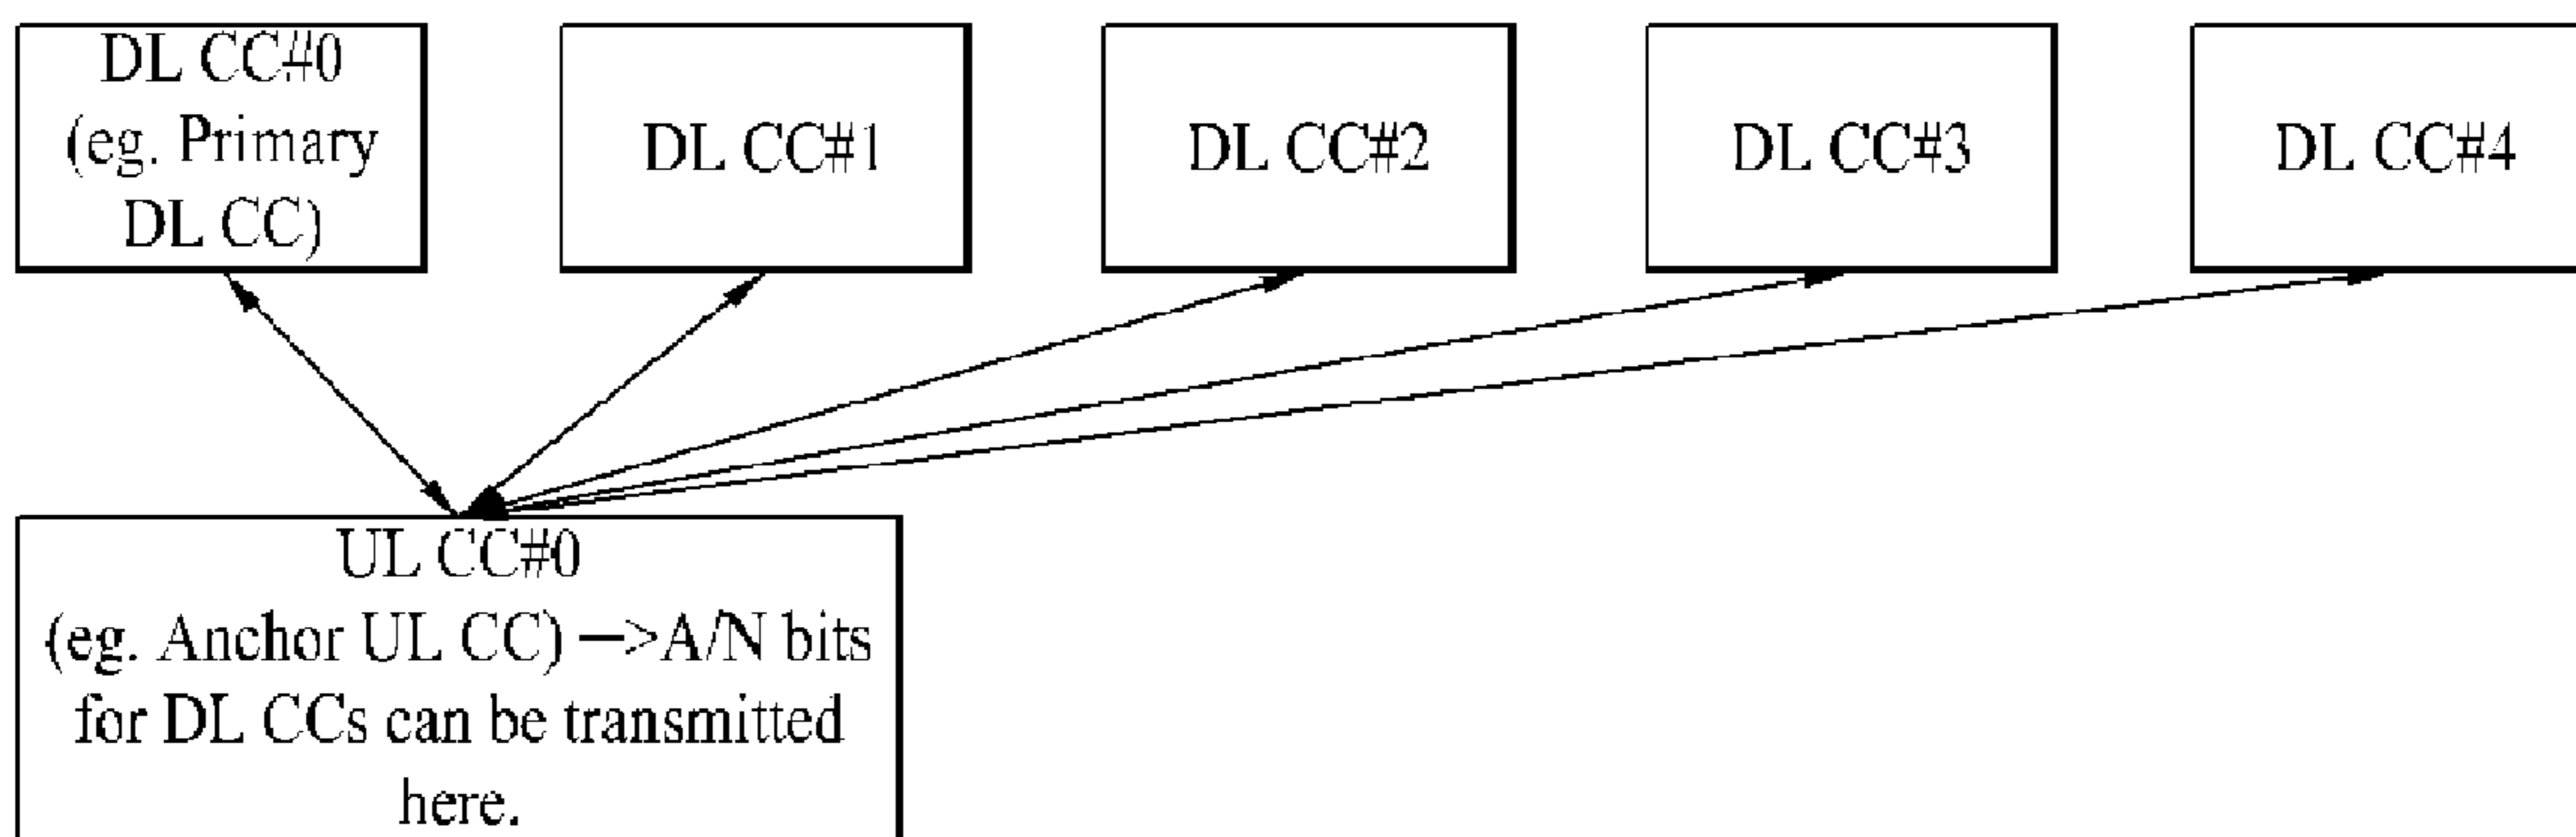 DL CC#0
(eg. Primary
DL CC)
DL CC#1
DL CC#2
DL CC#3
DL CC#4
UL CC#0
(eg. Anchor UL CC) —>A/N bits
for DL CCs can be transmitted
here.